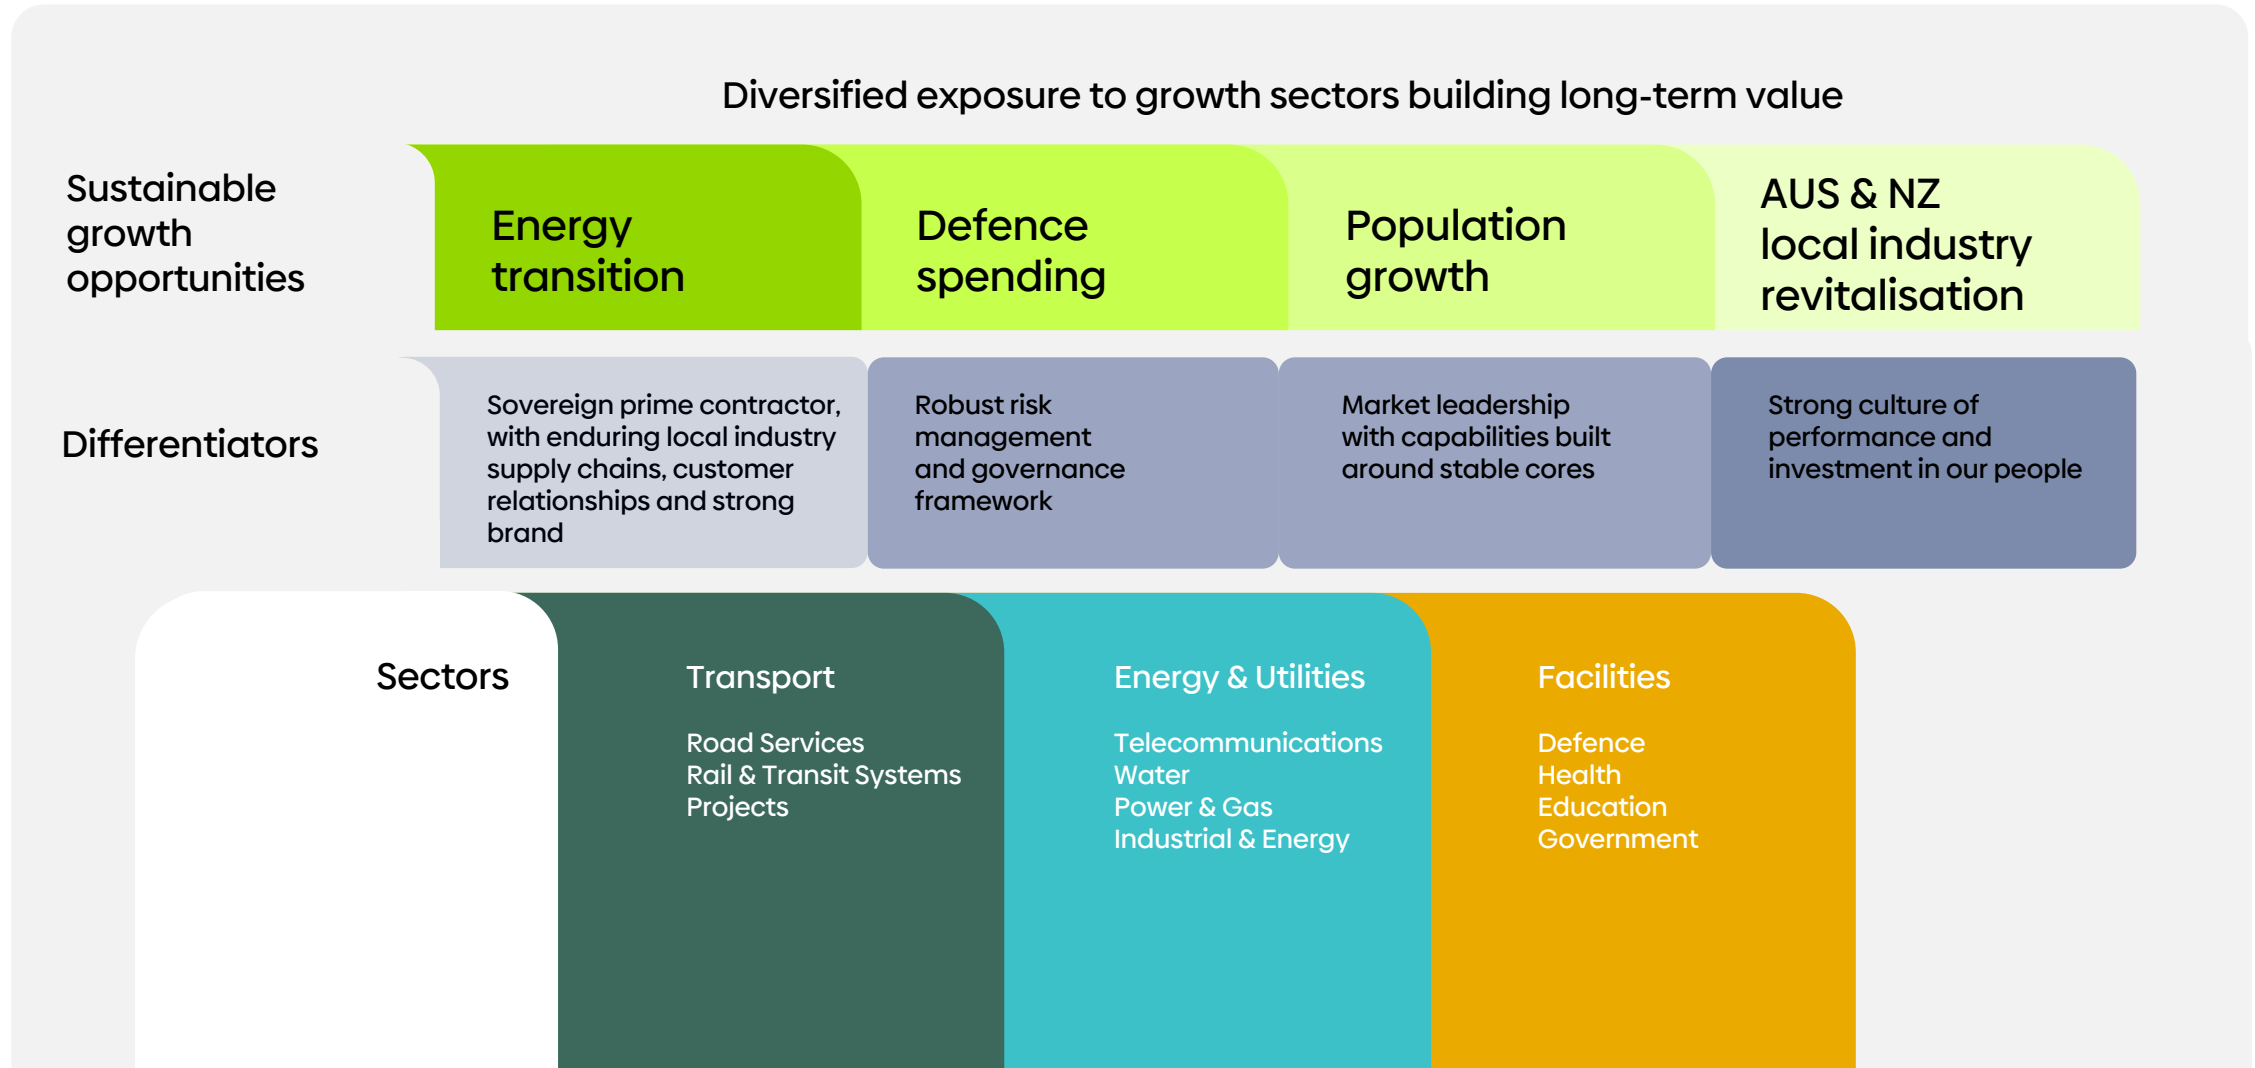 Diversified exposure to growth sectors building long-term value
Sustainable
growth
opportunities
Energy
transition
Defence
spending
Population
growth
AUS & NZ
local industry
revitalisation
Differentiators
Sovereign prime contractor,
with enduring local industry
supply chains, customer
relationships and strong
brand
Robust risk
management
and governance
framework
Market leadership
with capabilities built
around stable cores
Strong culture of
performance and
investment in our people
Sectors
Transport
Road Services
Rail & Transit Systems
Projects
Energy & Utilities
Telecommunications
Water
Power & Gas
Industrial & Energy
Facilities
Defence
Health
Education
Government